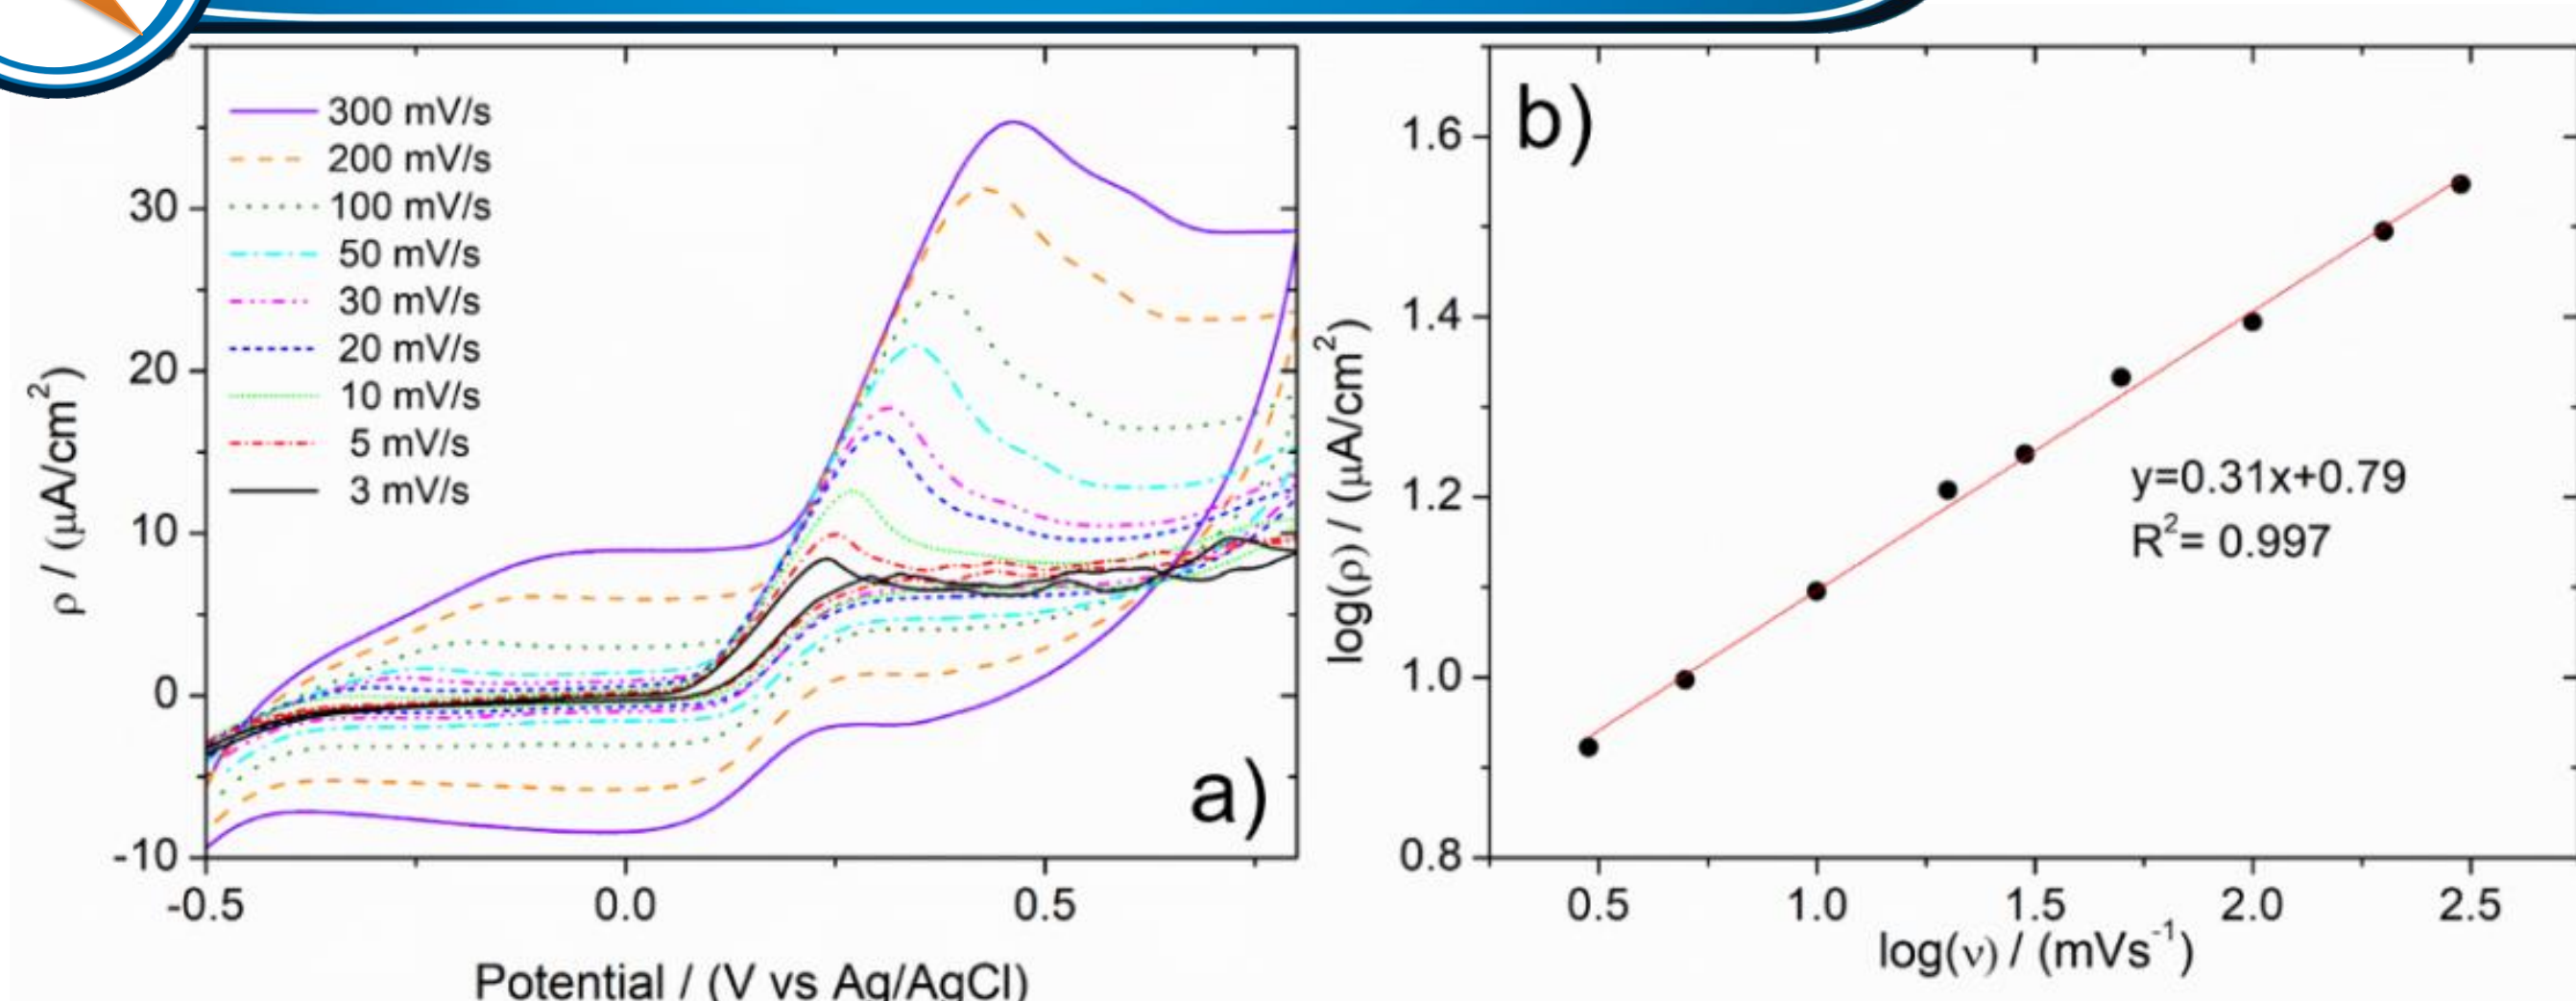 300 mV/s
200 mV/s
100 mV/s
50 mV/s
30 mV/s
20 mV/s
10 mV/s
5 mV/s
3 mV/s
30
20
10
0
-10
-0.5 0.0 0.5
ρ / (μA/cm²)
Potential / (V vs Ag/AgCl)
a)
b)
1.6
1.4
1.2
1.0
0.8
0.5 1.0 1.5 2.0 2.5
log(ρ) / (μA/cm²)
log(ν) / (mVs⁻¹)
y=0.31x+0.79
R²= 0.997